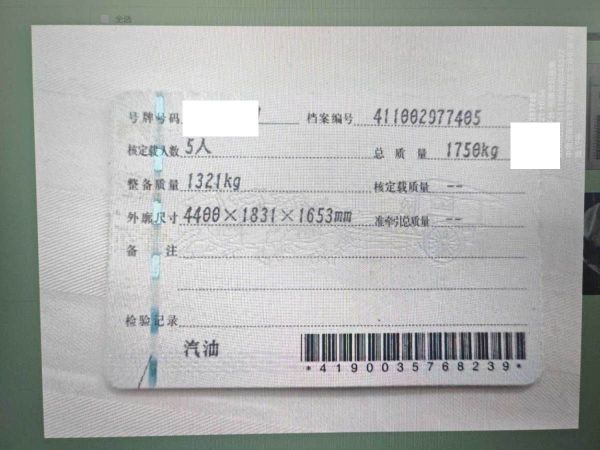 全选
号牌号码 档案编号 411002977405
核定载人数 5人 总质量 1750kg
整备质量 1321kg 核定载质量 --
外廓尺寸 4400×1831×1653mm 准牵引总质量 --
备注
检验记录
汽油
*4190035768239*